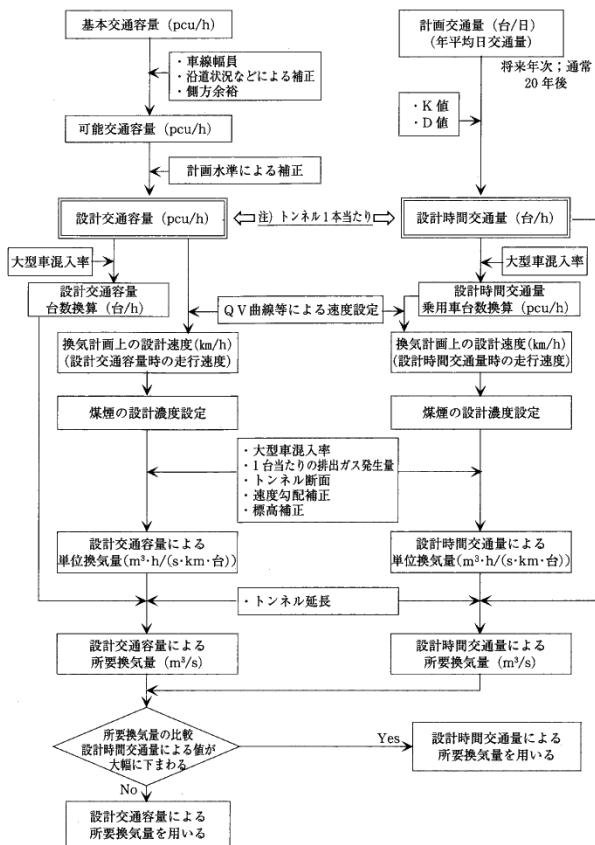 基本交通容量 (pcu/h)
計画交通量 (台/日)
(年平均日交通量)
・車線幅員
・沿道状況などによる補正
・側方余裕
将来年次；通常
20年後
・K値
・D値
可能交通容量 (pcu/h)
計画水準による補正
設計交通容量 (pcu/h)
注) トンネル1本当たり
設計時間交通量 (台/h)
大型車混入率
大型車混入率
設計交通容量
台数換算 (台/h)
設計時間交通量
乗用車台数換算 (pcu/h)
QV曲線等による速度設定
換気計画上の設計速度(km/h)
(設計交通容量時の走行速度)
換気計画上の設計速度(km/h)
(設計時間交通量時の走行速度)
煤煙の設計濃度設定
煤煙の設計濃度設定
・大型車混入率
・1台当たりの排出ガス発生量
・トンネル断面
・速度勾配補正
・標高補正
設計交通容量による
単位換気量(m³·h/(s·km·台)
設計時間交通量による
単位換気量(m³·h/(s·km·台)
・トンネル延長
設計交通容量による
所要換気量 (m³/s)
設計時間交通量による
所要換気量 (m³/s)
所要換気量の比較
設計時間交通量による値が
大幅に下まわる
Yes
設計時間交通量による
所要換気量を用いる
No
設計交通容量による
所要換気量を用いる